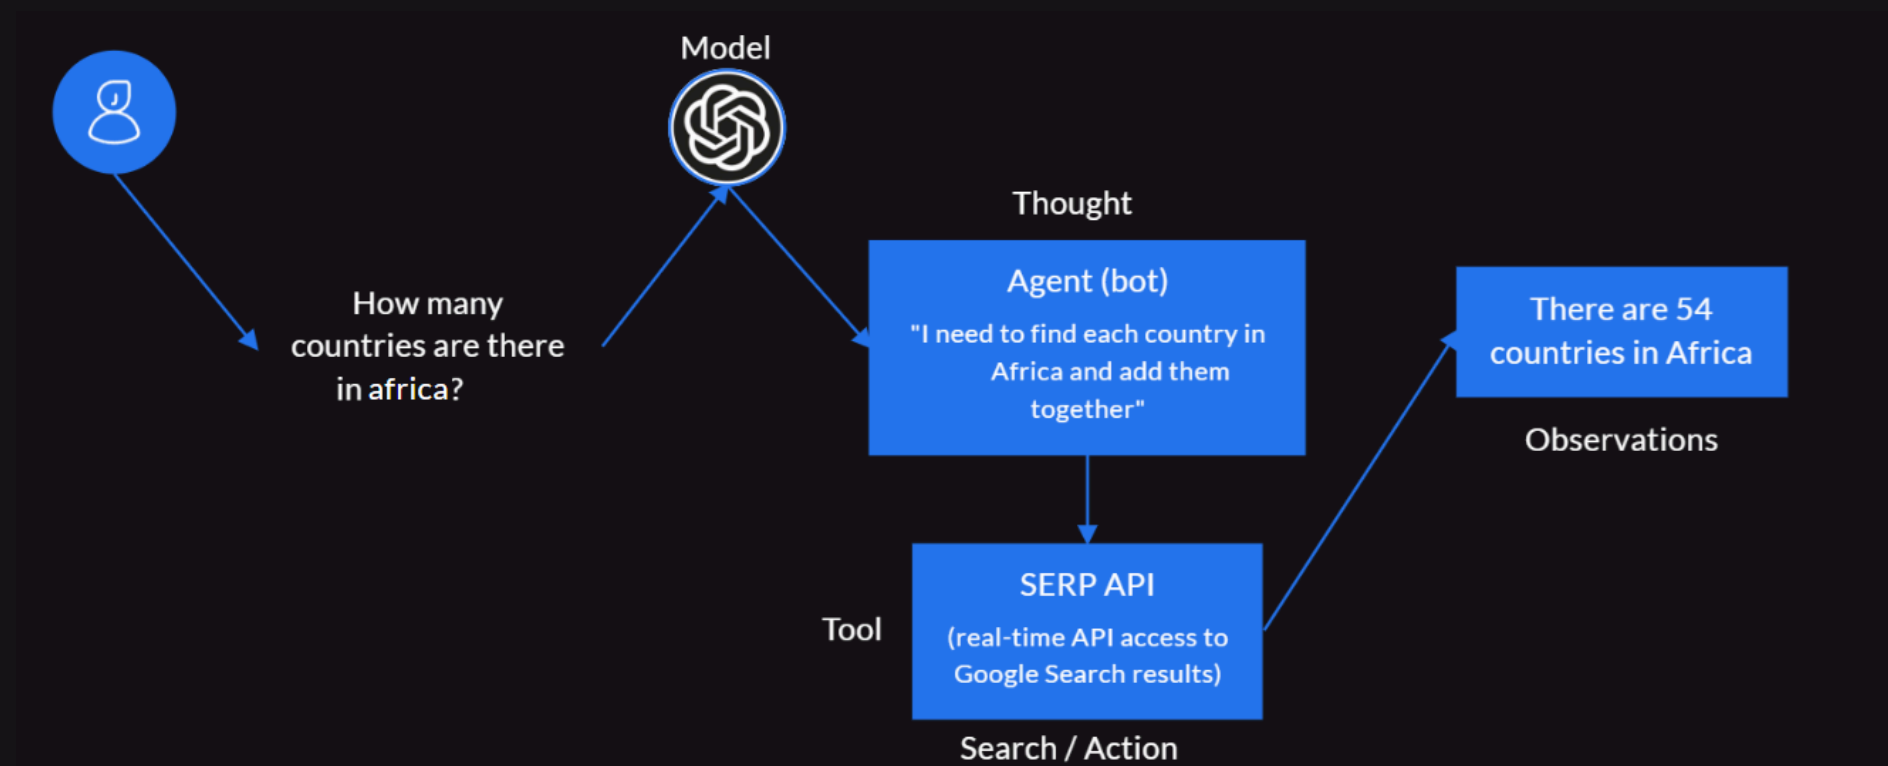 Model
How many
countries are there
in africa?
Thought
Agent (bot)
"I need to find each country in
Africa and add them
together"
Tool
SERP API
(real-time API access to
Google Search results)
Search / Action
There are 54
countries in Africa
Observations